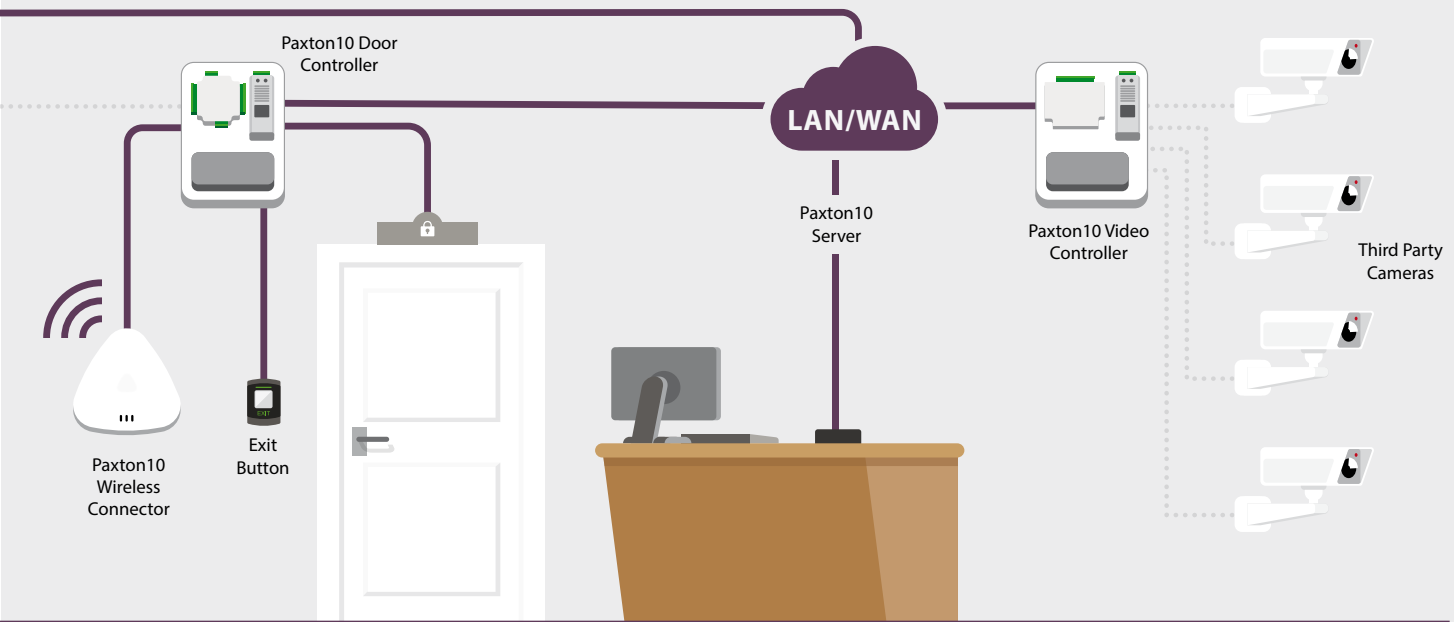 Paxton10 Door
Controller
LAN/WAN
Paxton10
Server
Paxton10 Video
Controller
Third Party
Cameras
EXIT
Exit
Button
Paxton10
Wireless
Connector